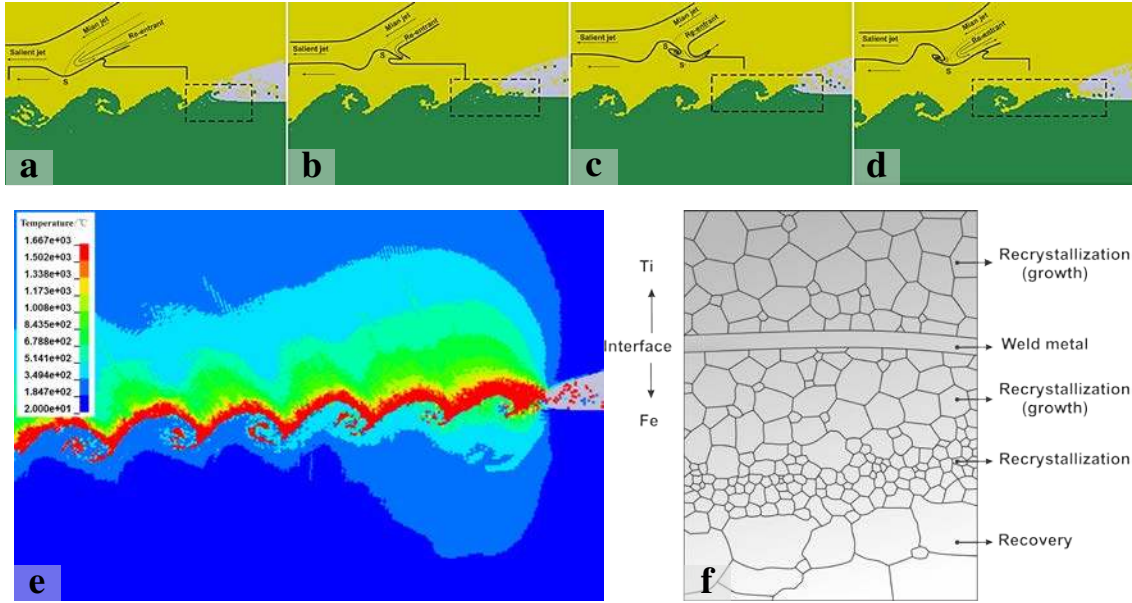 Salient jet
Mian jet
Re-entrant
S
a
Salient jet
Mian jet
Re-entrant
S
b
Salient jet
Mian jet
Re-entrant
S
S
c
Salient jet
Mian jet
Re-entrant
S
d
Temperature/℃
1.667e+03
1.502e+03
1.338e+03
1.173e+03
1.008e+03
8.435e+02
6.788e+02
5.141e+02
3.494e+02
1.847e+02
2.000e+01
e
Ti
Interface
Fe
Recrystallization
(growth)
Weld metal
Recrystallization
(growth)
Recrystallization
Recovery
f